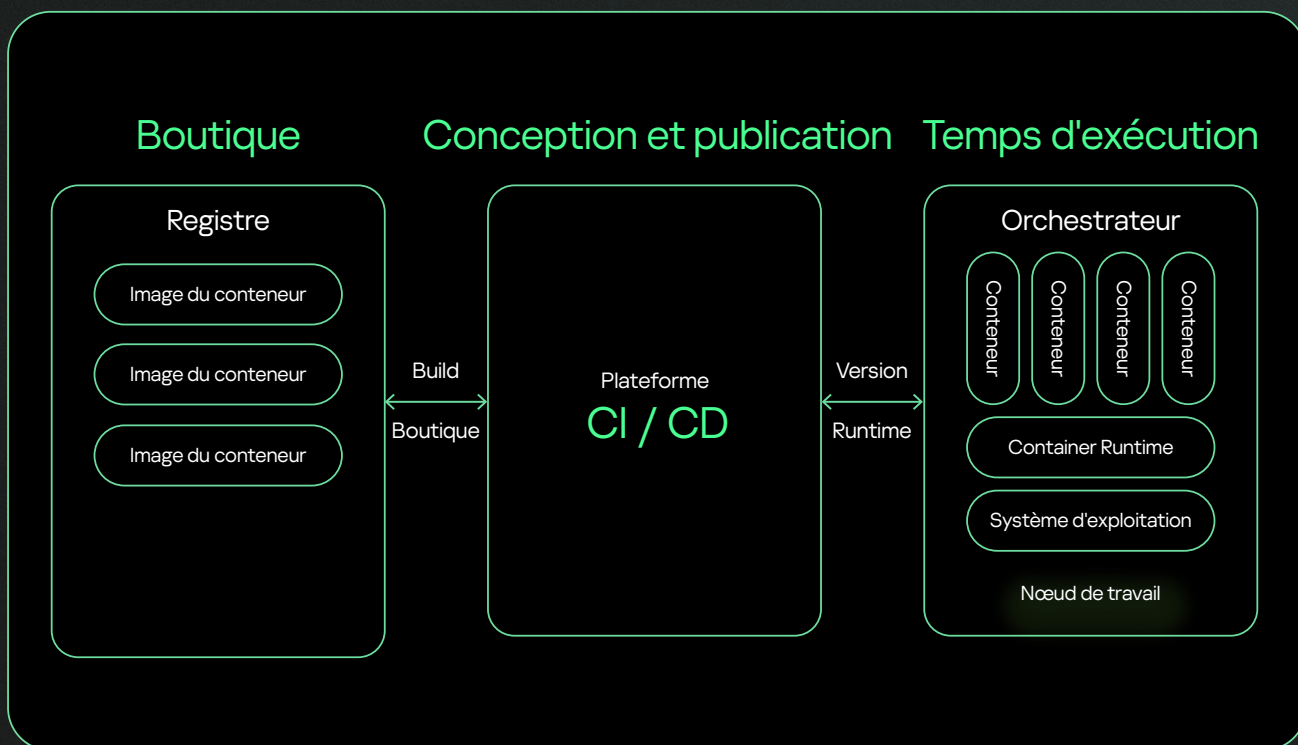 Boutique
Conception et publication
Temps d'exécution
Registre
Image du conteneur
Image du conteneur
Image du conteneur
Build
Boutique
Plateforme
CI / CD
Version
Runtime
Orchestrateur
Conteneur
Conteneur
Conteneur
Conteneur
Container Runtime
Système d'exploitation
Nœud de travail